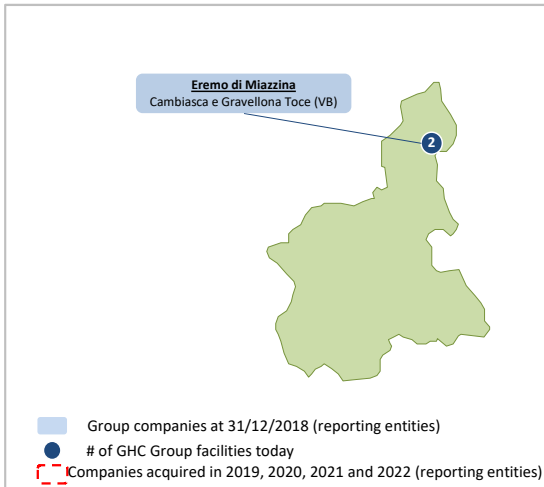 Eremo di Miazzina
Cambiasca e Gravellona Toce (VB)
2
Group companies at 31/12/2018 (reporting entities)
# of GHC Group facilities today
Companies acquired in 2019, 2020, 2021 and 2022 (reporting entities)